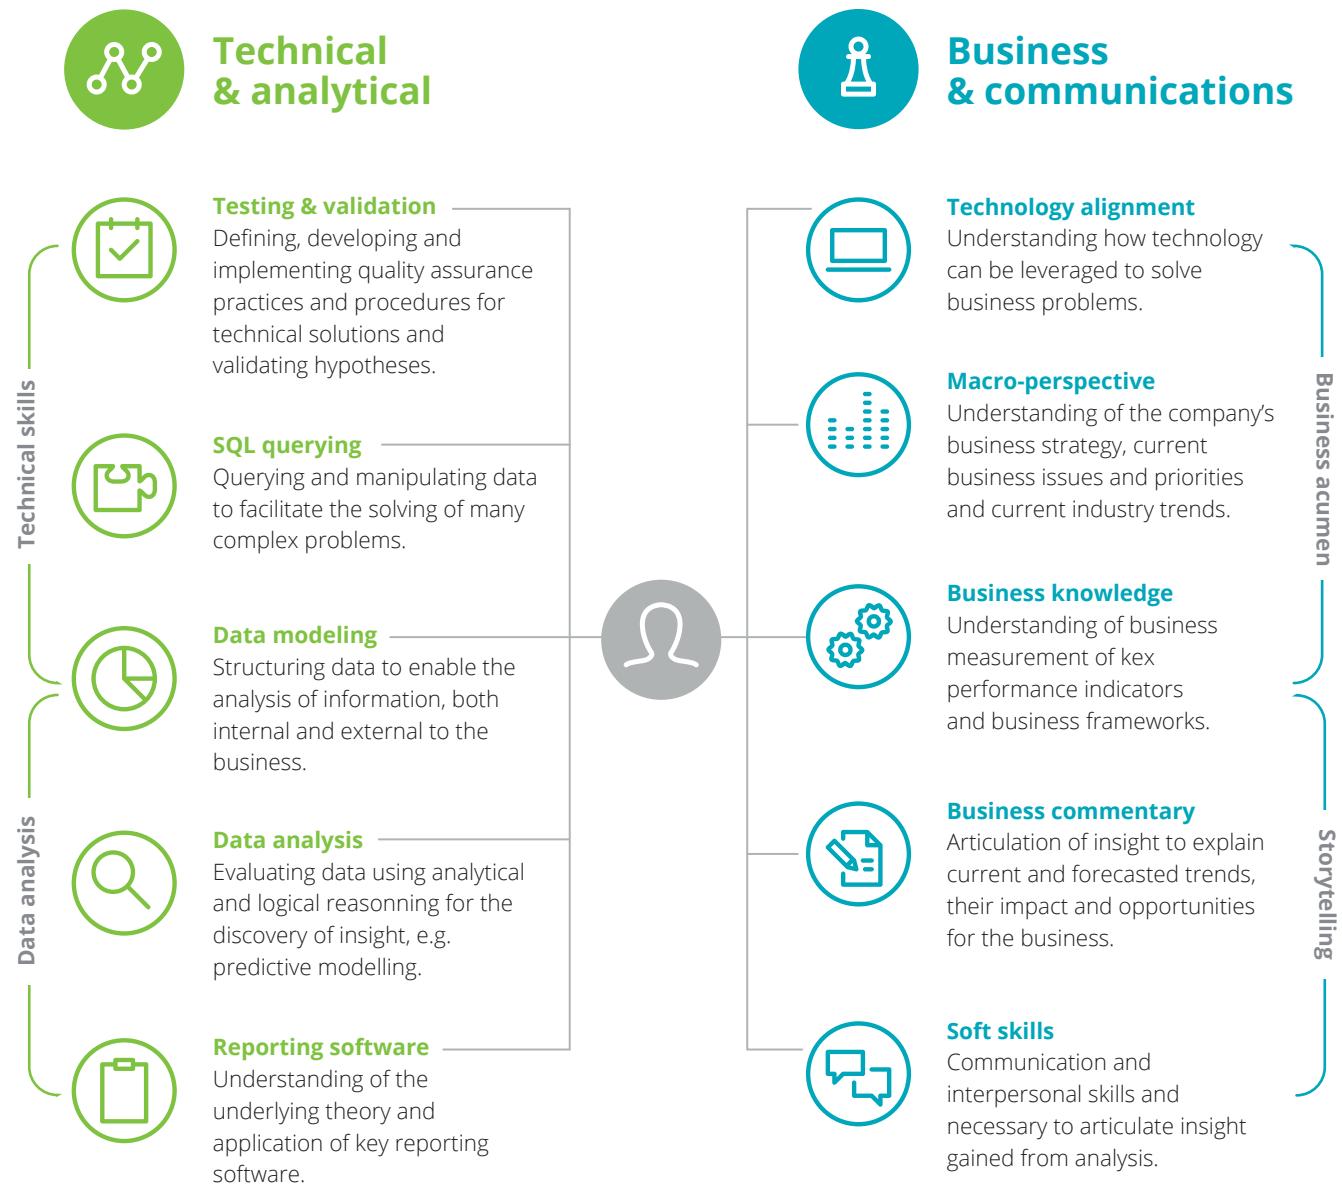 Technical
& analytical
Technical skills
Data analysis
Testing & validation
Defining, developing and
implementing quality assurance
practices and procedures for
technical solutions and
validating hypotheses.
SQL querying
Querying and manipulating data
to facilitate the solving of many
complex problems.
Data modeling
Structuring data to enable the
analysis of information, both
internal and external to the
business.
Data analysis
Evaluating data using analytical
and logical reasonning for the
discovery of insight, e.g.
predictive modelling.
Reporting software
Understanding of the
underlying theory and
application of key reporting
software.
Business
& communications
Technology alignment
Understanding how technology
can be leveraged to solve
business problems.
Macro-perspective
Understanding of the company’s
business strategy, current
business issues and priorities
and current industry trends.
Business knowledge
Understanding of business
measurement of kex
performance indicators
and business frameworks.
Business commentary
Articulation of insight to explain
current and forecasted trends,
their impact and opportunities
for the business.
Soft skills
Communication and
interpersonal skills and
necessary to articulate insight
gained from analysis.
Business acumen
Storytelling